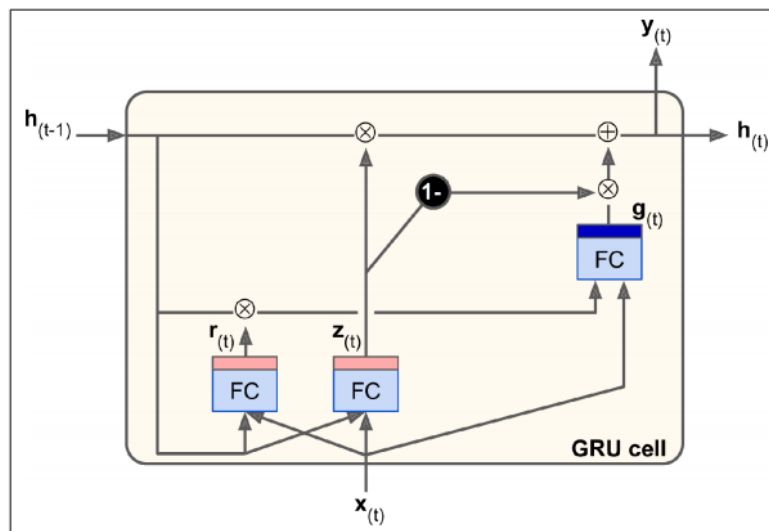 y(t)
h(t-1)
h(t)
1-
g(t)
FC
r(t)
z(t)
FC
FC
GRU cell
x(t)